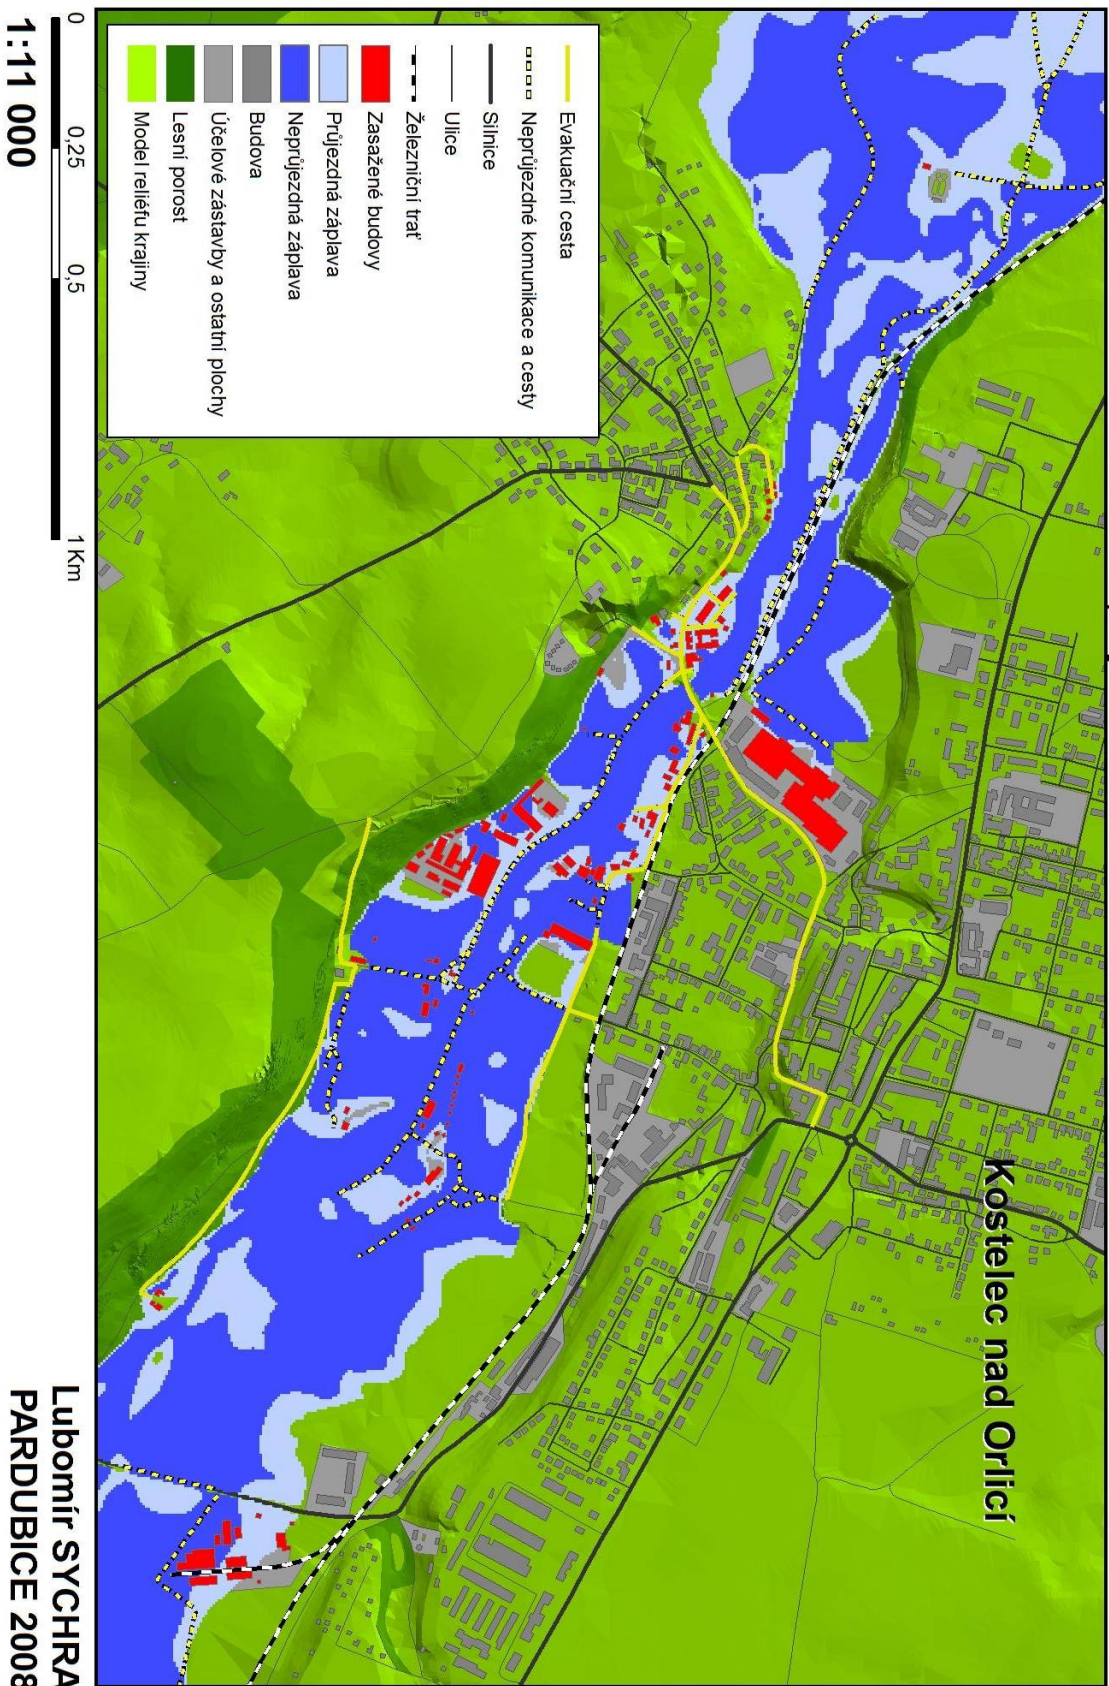 Kostelec nad Orlicí
Evakuační cesta
Neprůjezdné komunikace a cesty
Silnice
Ulice
Železniční trať
Zasažené budovy
Průjezdná záplava
Neprůjezdná záplava
Budova
Účelové zástavby a ostatní plochy
Lesní porost
Model reliéfu krajiny
0 0,25 0,5 1Km
1:11 000
Lubomír SYCHRA
PARDUBICE 2008